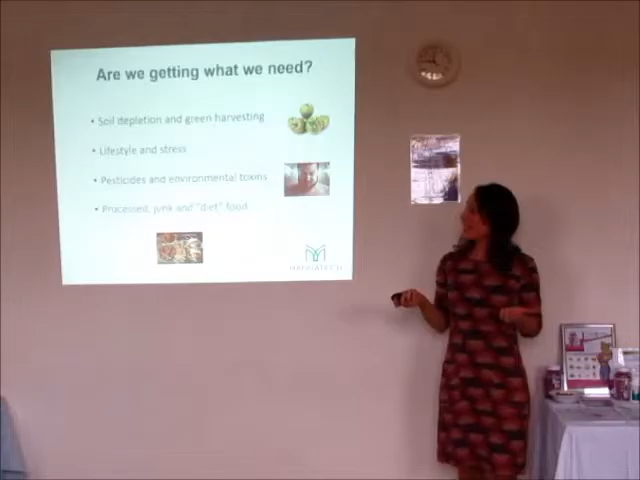 Are we getting what we need?
• Soil depletion and green harvesting
• Lifestyle and stress
• Pesticides and environmental toxins
• Processed, junk and "diet" food
MANNATECH